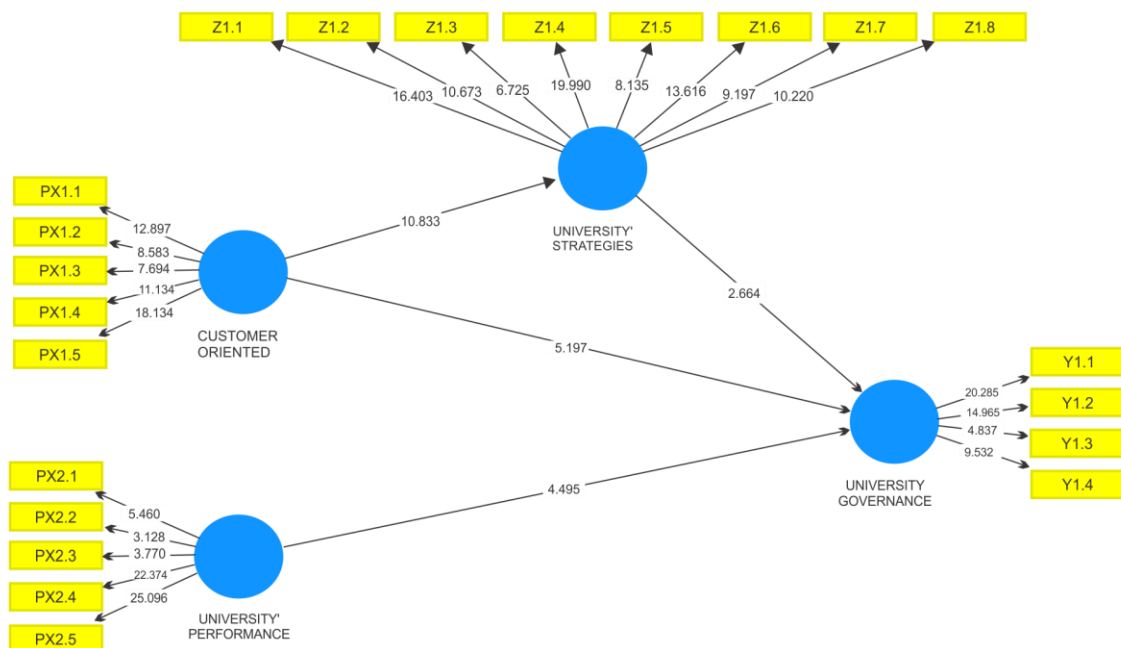 Z1.1
Z1.2
Z1.3
Z1.4
Z1.5
Z1.6
Z1.7
Z1.8
16.403
10.673
6.725
19.990
8.135
13.616
9.197
10.220
UNIVERSITY'
STRATEGIES
PX1.1
PX1.2
PX1.3
PX1.4
PX1.5
12.897
8.583
7.694
11.134
18.134
CUSTOMER
ORIENTED
10.833
5.197
2.664
4.495
PX2.1
PX2.2
PX2.3
PX2.4
PX2.5
5.460
3.128
3.770
22.374
25.096
UNIVERSITY'
PERFORMANCE
UNIVERSITY
GOVERNANCE
20.285
14.965
4.837
9.532
Y1.1
Y1.2
Y1.3
Y1.4